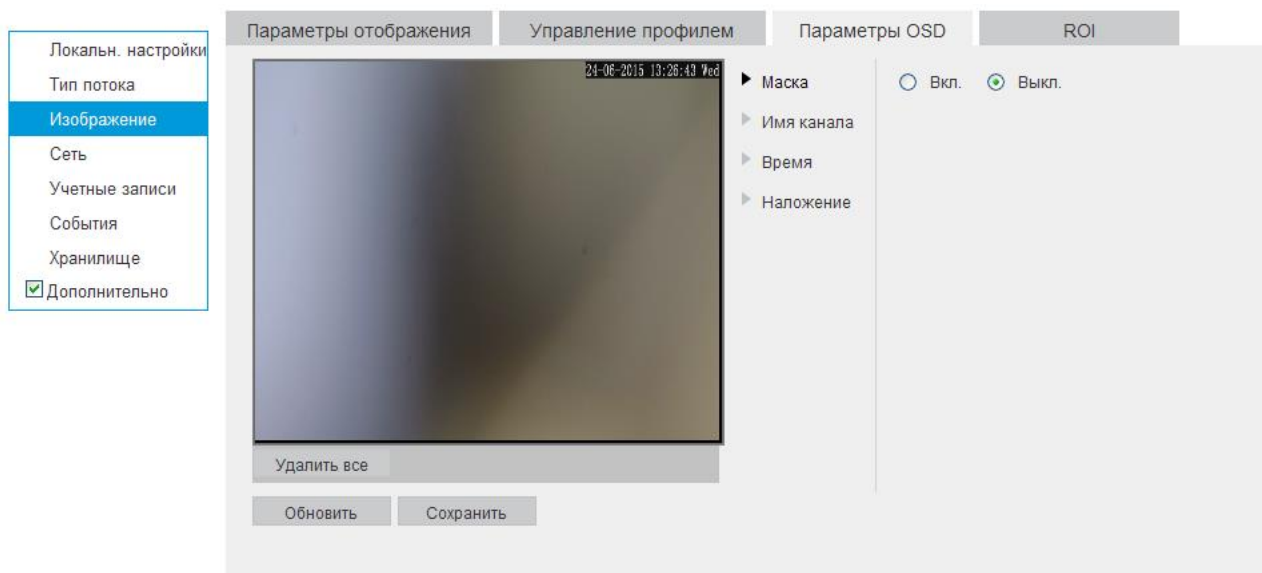 Параметры отображения
Управление профилем
Параметры OSD
ROI
Локальн. настройки
Тип потока
Изображение
Сеть
Учетные записи
События
Хранилище
Дополнительно
24-06-2015 13:26:43 Wed
Маска
Вкл.
Выкл.
Имя канала
Время
Наложение
Удалить все
Обновить
Сохранить